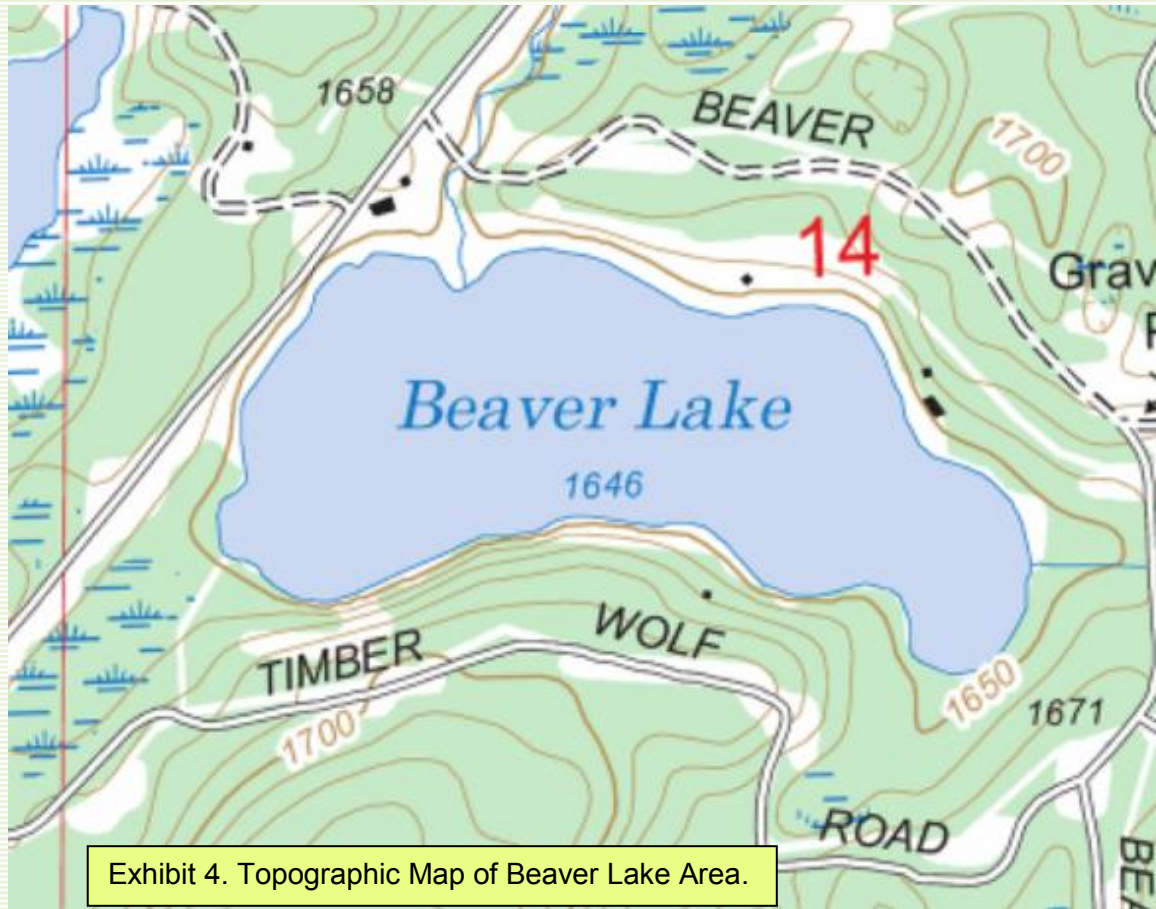 1658
BEAVER
1700
14
Grav
Beaver Lake
1646
TIMBER
WOLF
1700
1650
1671
ROAD
BEA
Exhibit 4. Topographic Map of Beaver Lake Area.